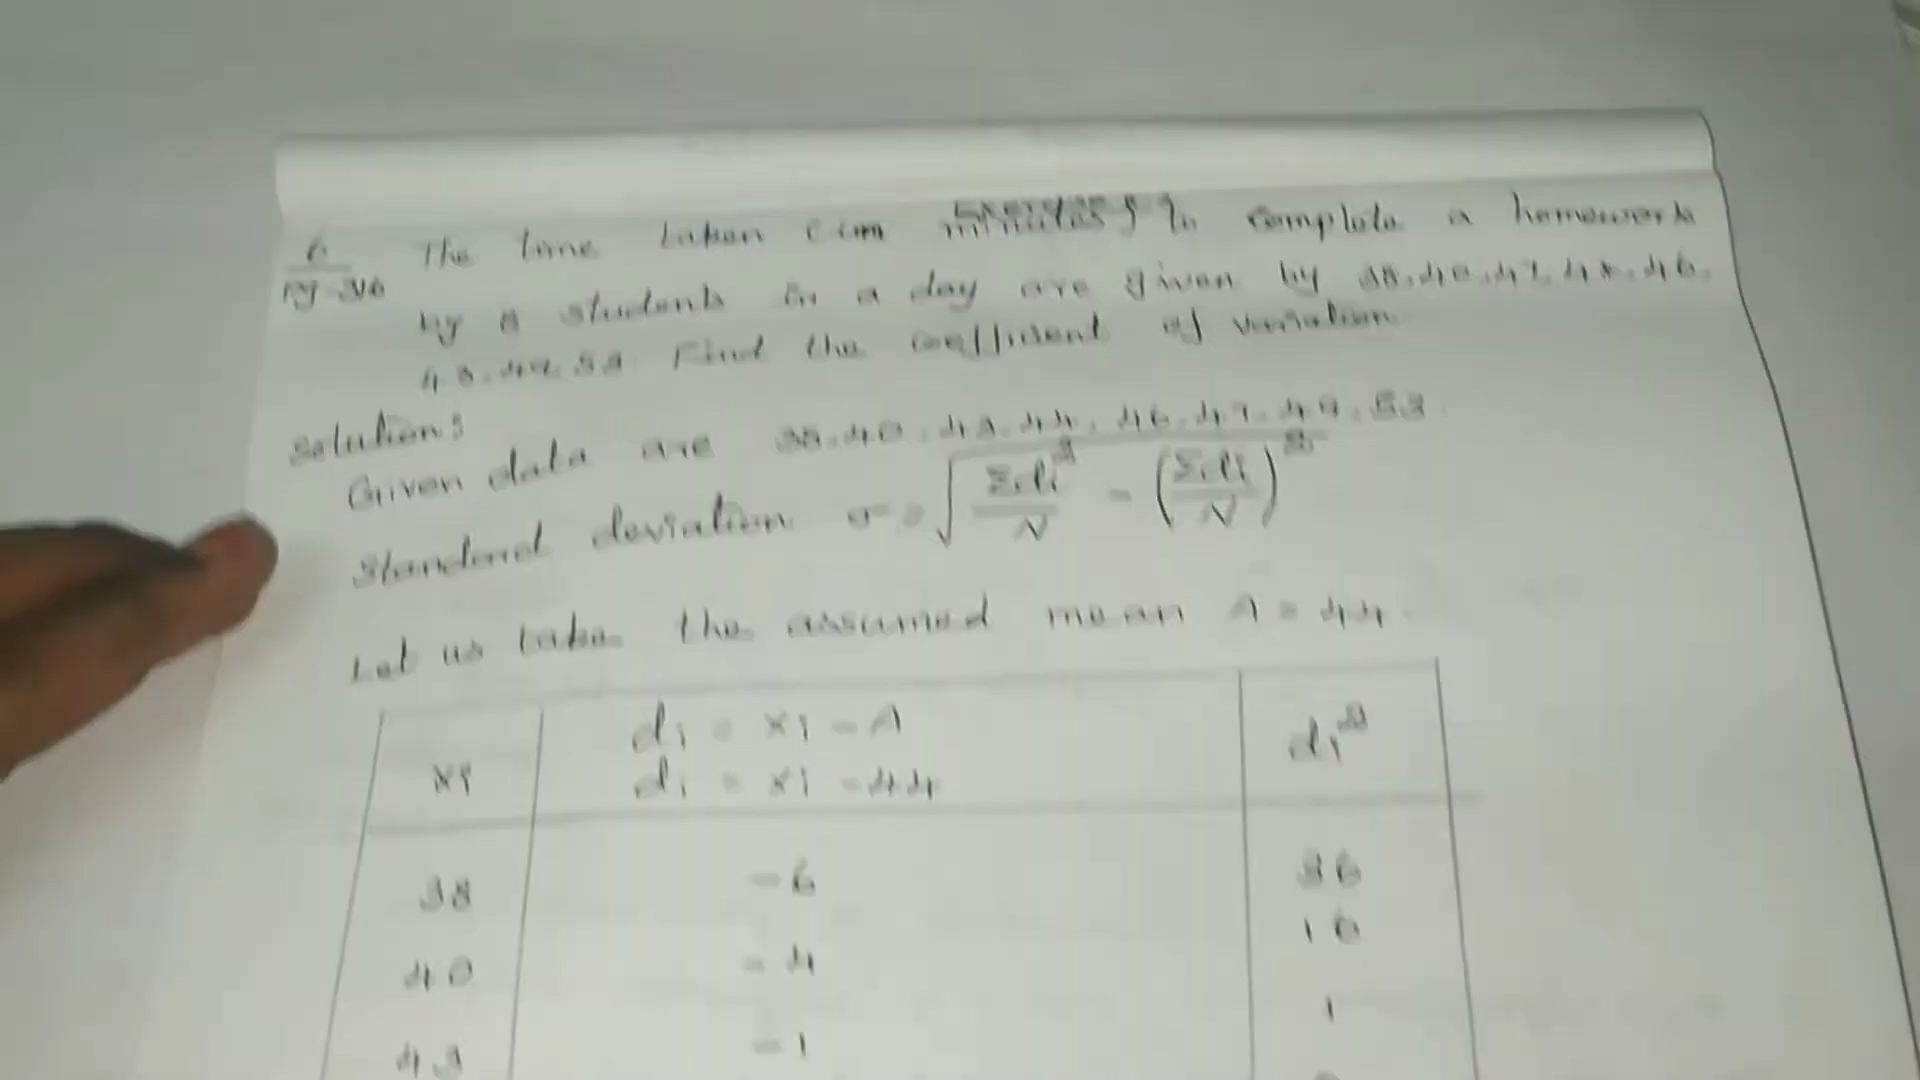 6
Pg-316
The time taken (in minutes) to complete a homework
by 8 students in a day are given by 38, 40, 47, 44, 46,
43, 49, 53. Find the coefficient of variation
Solution:
Given data are 38, 40, 43, 44, 46, 47, 49, 53.
Standard deviation σ = √ Σdi²/N - (Σdi/N)²
Let us take the assumed mean A = 44.
xi | di = xi - A | di²
di = xi - 44
38 | -6 | 36
40 | -4 | 16
43 | -1 | 1